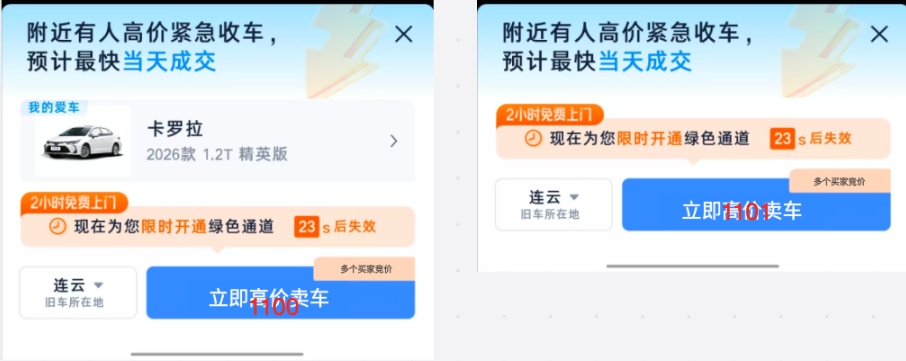 附近有人高价紧急收车，
预计最快当天成交
我的爱车
卡罗拉
2026款 1.2T 精英版
2小时免费上门
现在为您限时开通绿色通道 23 s 后失效
多个买家竞价
连云
旧车所在地
立即高价卖车
1100
附近有人高价紧急收车，
预计最快当天成交
2小时免费上门
现在为您限时开通绿色通道 23 s 后失效
多个买家竞价
连云
旧车所在地
立即高价卖车
1101